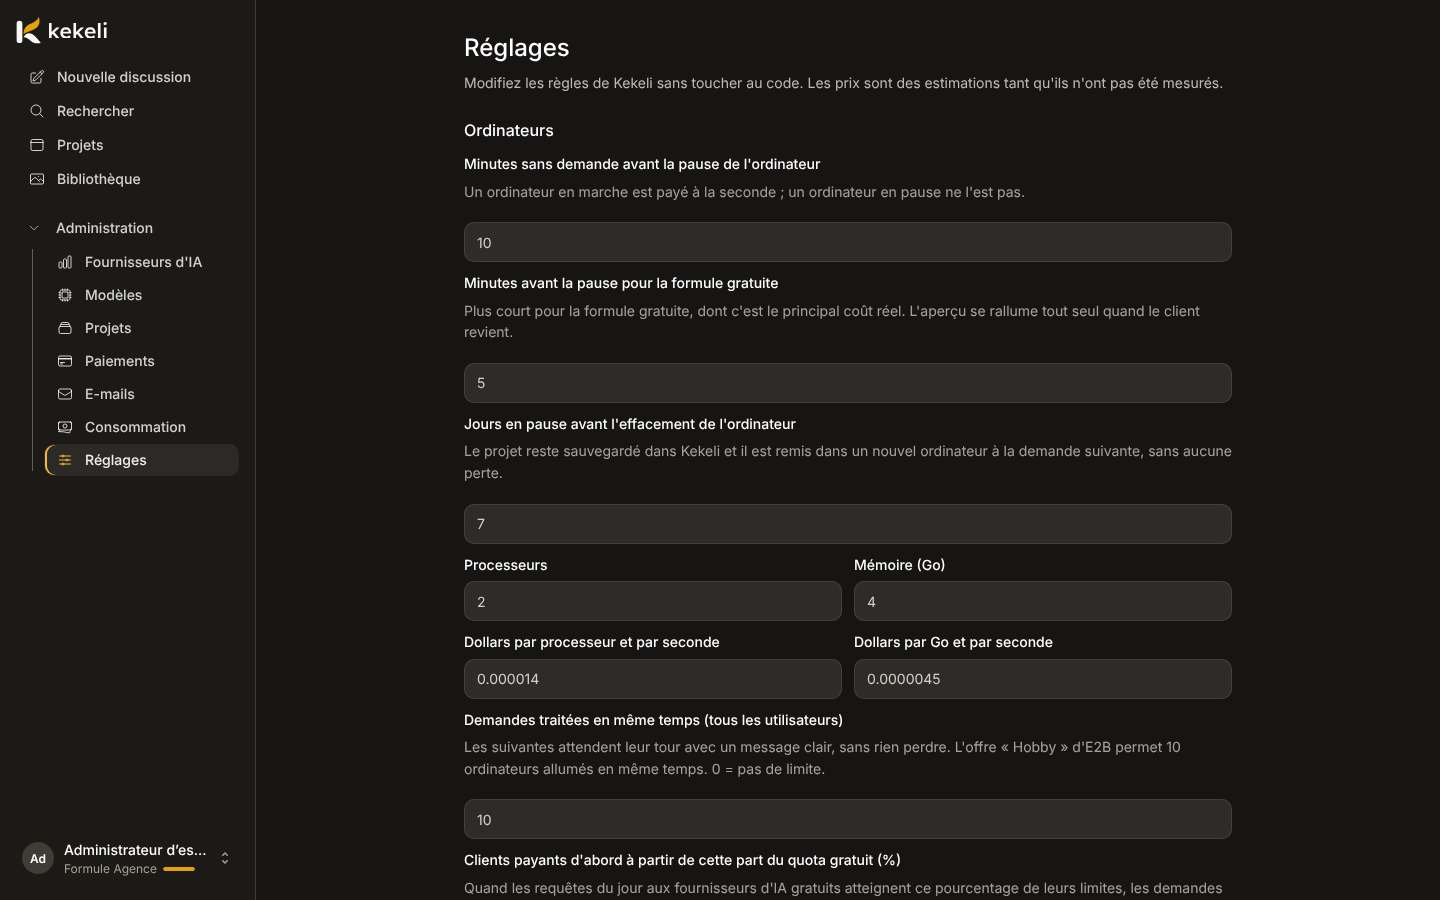 kekeli
Nouvelle discussion
Rechercher
Projets
Bibliothèque
Administration
Fournisseurs d'IA
Modèles
Projets
Paiements
E-mails
Consommation
Réglages
Ad
Administrateur d'es...
Formule Agence
Réglages
Modifiez les règles de Kekeli sans toucher au code. Les prix sont des estimations tant qu'ils n'ont pas été mesurés.
Ordinateurs
Minutes sans demande avant la pause de l'ordinateur
Un ordinateur en marche est payé à la seconde ; un ordinateur en pause ne l'est pas.
10
Minutes avant la pause pour la formule gratuite
Plus court pour la formule gratuite, dont c'est le principal coût réel. L'aperçu se rallume tout seul quand le client
revient.
5
Jours en pause avant l'effacement de l'ordinateur
Le projet reste sauvegardé dans Kekeli et il est remis dans un nouvel ordinateur à la demande suivante, sans aucune
perte.
7
Processeurs
Mémoire (Go)
2
4
Dollars par processeur et par seconde
Dollars par Go et par seconde
0.000014
0.0000045
Demandes traitées en même temps (tous les utilisateurs)
Les suivantes attendent leur tour avec un message clair, sans rien perdre. L'offre « Hobby » d'E2B permet 10
ordinateurs allumés en même temps. 0 = pas de limite.
10
Clients payants d'abord à partir de cette part du quota gratuit (%)
Quand les requêtes du jour aux fournisseurs d'IA gratuits atteignent ce pourcentage de leurs limites, les demandes